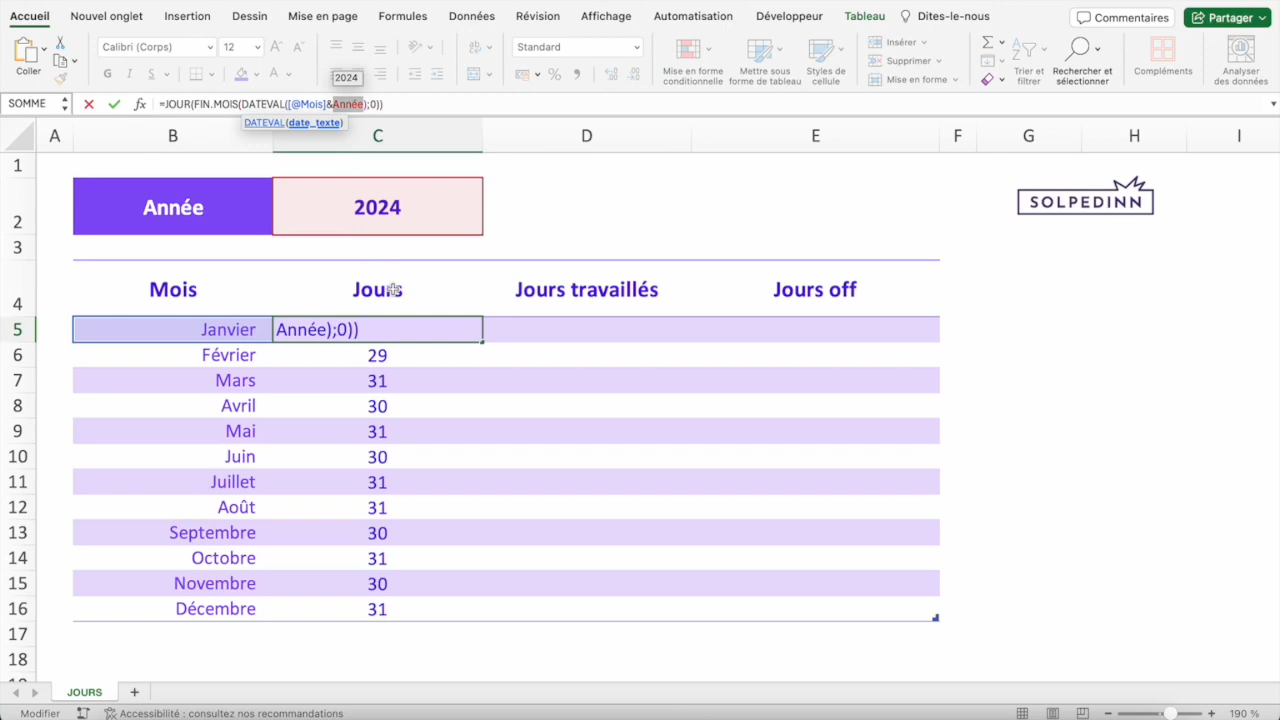 Accueil Nouvel onglet Insertion Dessin Mise en page Formules Données Révision Affichage Automatisation Développeur Tableau Dites-le-nous Commentaires Partager
Coller Calibri (Corps) 12 A A G I S A Standard % Mise en forme conditionnelle Mettre sous forme de tableau Styles de cellule Insérer Supprimer Mise en forme Trier et filtrer Rechercher et sélectionner Compléments Analyser des données
2024
SOMME fx =JOUR(FIN.MOIS(DATEVAL([@Mois]&Année);0))
DATEVAL(date_texte)
A B C D E F G H I
1
2 Année 2024 SOLPEDINN
3
4 Mois Jours Jours travaillés Jours off
5 Janvier Année);0))
6 Février 29
7 Mars 31
8 Avril 30
9 Mai 31
10 Juin 30
11 Juillet 31
12 Août 31
13 Septembre 30
14 Octobre 31
15 Novembre 30
16 Décembre 31
17
18
JOURS +
Modifier Accessibilité : consultez nos recommandations − + 190 %